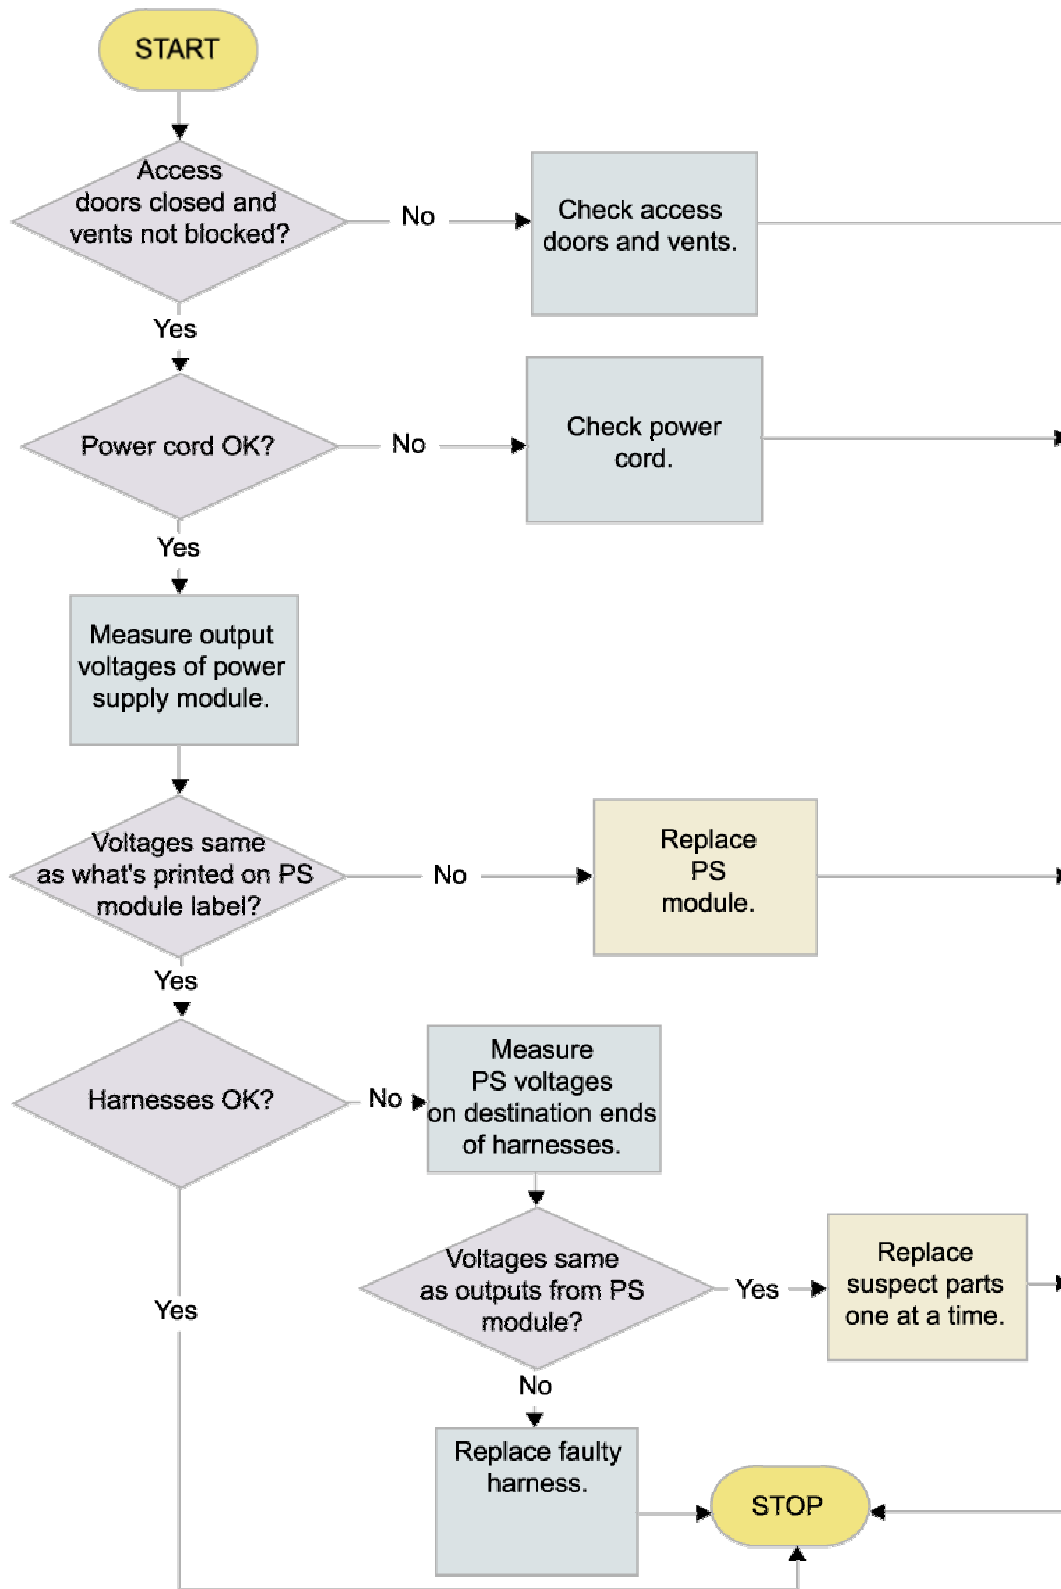 START
Access
doors closed and
vents not blocked?
No
Check access
doors and vents.
Yes
Power cord OK?
No
Check power
cord.
Yes
Measure output
voltages of power
supply module.
Voltages same
as what's printed on PS
module label?
No
Replace
PS
module.
Yes
Harnesses OK?
No
Measure
PS voltages
on destination ends
of harnesses.
Voltages same
as outputs from PS
module?
Yes
Replace
suspect parts
one at a time.
Yes
No
Replace faulty
harness.
STOP